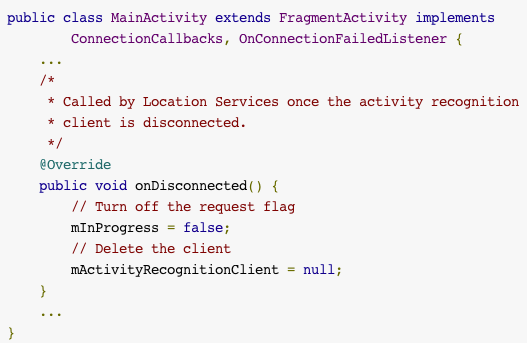 public class MainActivity extends FragmentActivity implements
        ConnectionCallbacks, OnConnectionFailedListener {
    ...
    /*
     * Called by Location Services once the activity recognition
     * client is disconnected.
     */
    @Override
    public void onDisconnected() {
        // Turn off the request flag
        mInProgress = false;
        // Delete the client
        mActivityRecognitionClient = null;
    }
    ...
}